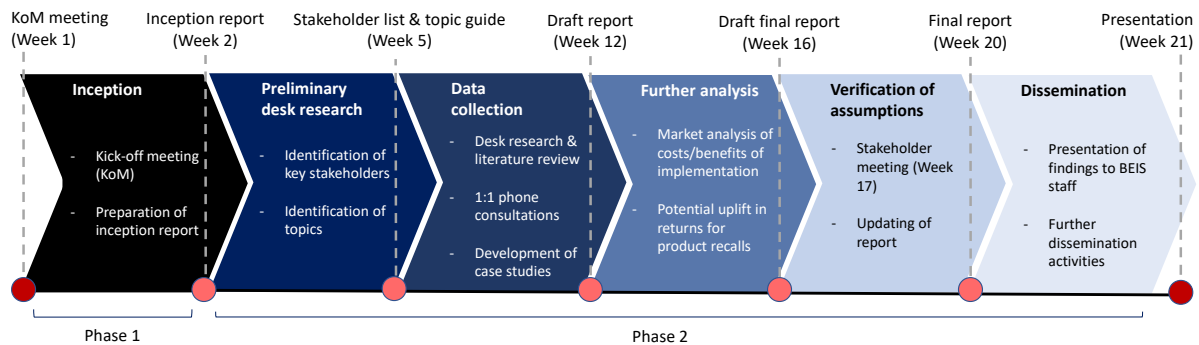 KoM meeting
(Week 1)
Inception report
(Week 2)
Stakeholder list & topic guide
(Week 5)
Draft report
(Week 12)
Draft final report
(Week 16)
Final report
(Week 20)
Presentation
(Week 21)
Inception
- Kick-off meeting
(KoM)
- Preparation of
inception report
Preliminary
desk research
- Identification of
key stakeholders
- Identification of
topics
Data
collection
- Desk research &
literature review
- 1:1 phone
consultations
- Development of
case studies
Further analysis
- Market analysis of
costs/benefits of
implementation
- Potential uplift in
returns for
product recalls
Verification of
assumptions
- Stakeholder
meeting (Week
17)
- Updating of
report
Dissemination
- Presentation of
findings to BEIS
staff
- Further
dissemination
activities
Phase 1
Phase 2